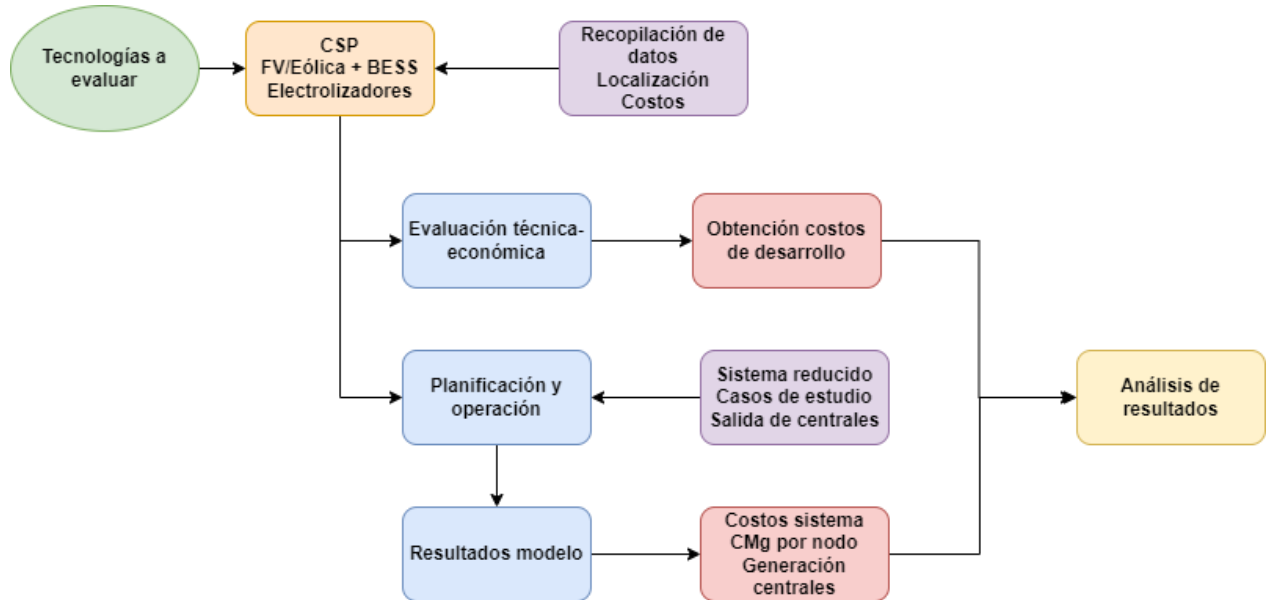 Tecnologías a
evaluar
CSP
FV/Eólica + BESS
Electrolizadores
Recopilación de
datos
Localización
Costos
Evaluación técnica-
económica
Obtención costos
de desarrollo
Planificación y
operación
Sistema reducido
Casos de estudio
Salida de centrales
Análisis de
resultados
Resultados modelo
Costos sistema
CMg por nodo
Generación
centrales